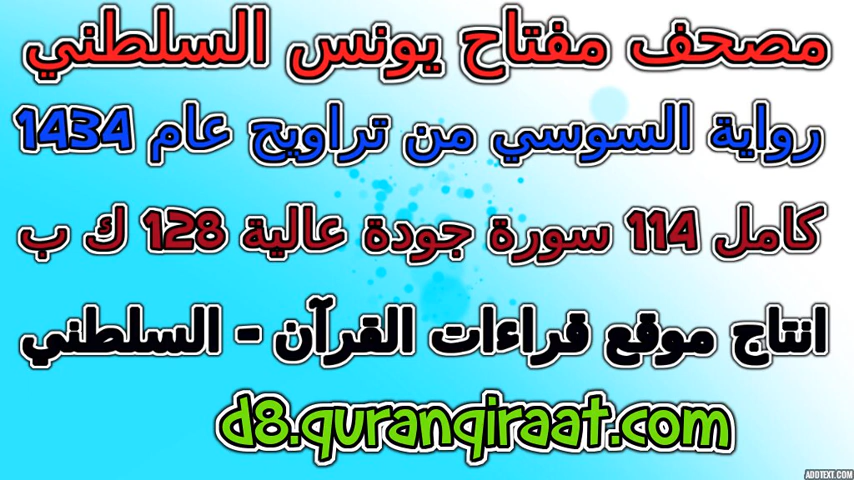 مصحف مفتاح يونس السلطني
رواية السوسي من تراويح عام 1434
كامل 114 سورة جودة عالية 128 ك ب
انتاج موقع قراءات القرآن - السلطني
d8.quranqiraat.com
ADDTEXT.COM